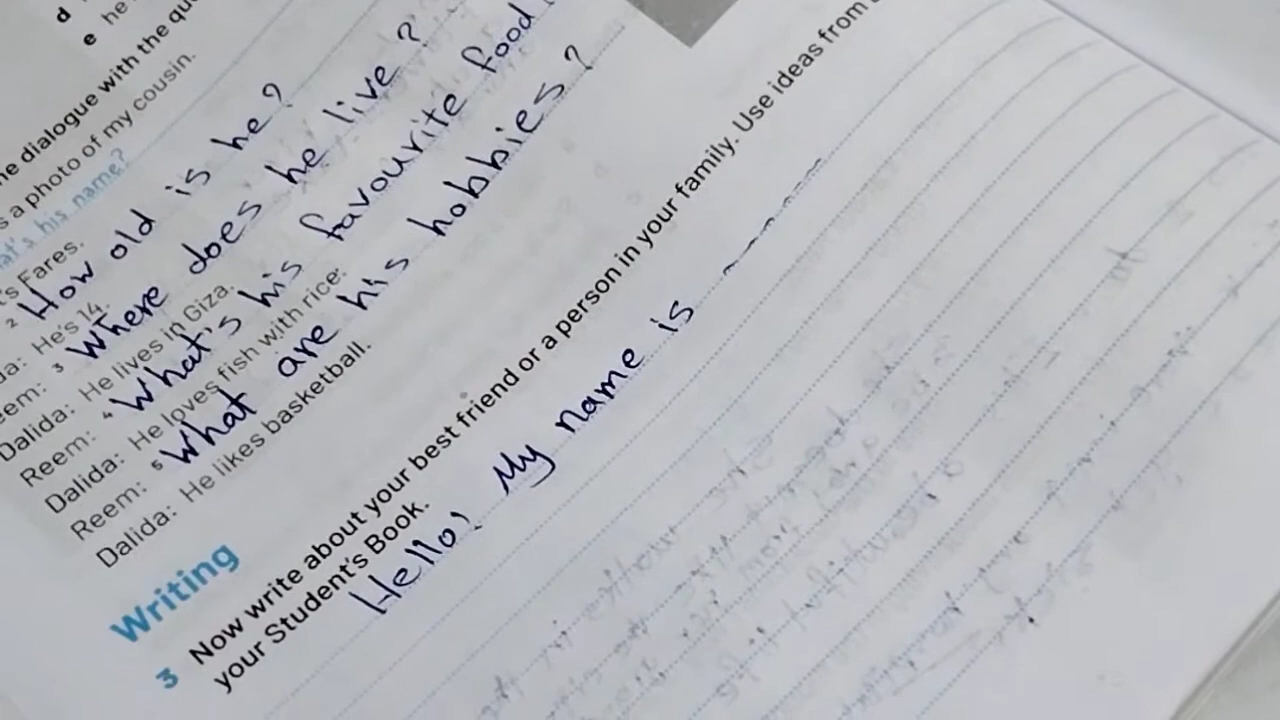 d
e he
he dialogue with the que
s a photo of my cousin.
at's his name?
's Fares.
2 How old is he?
da: He's 14.
eem: 3 Where does he live?
Dalida: He lives in Giza.
Reem: 4 What's his favourite food
Dalida: He loves fish with rice.
Reem: 5 What are his hobbies?
Dalida: He likes basketball.
Writing
3 Now write about your best friend or a person in your family. Use ideas from
your Student's Book.
Hello, My name is